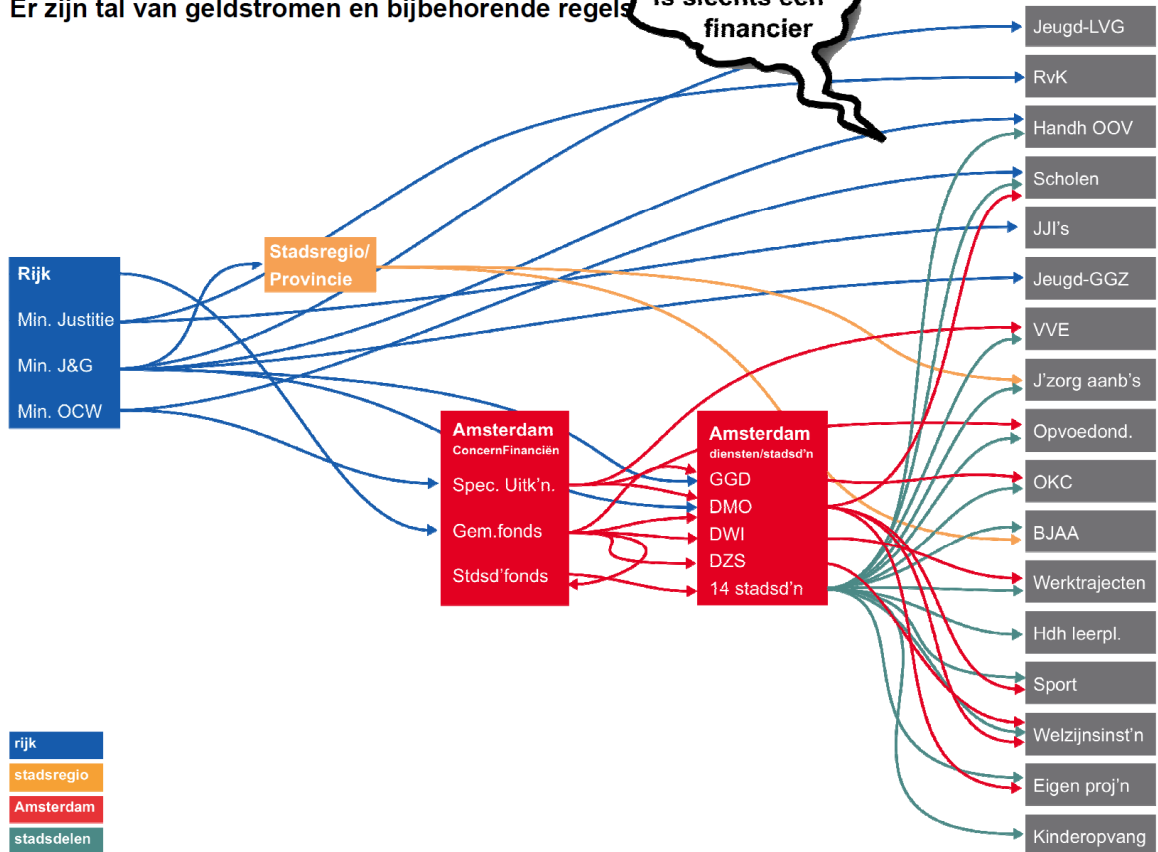 Er zijn tal van geldstromen en bijbehorende regels
is slechts één
financier
Rijk
Min. Justitie
Min. J&G
Min. OCW
Stadsregio/
Provincie
Amsterdam
ConcernFinanciën
Spec. Uitk'n.
Gem.fonds
Stdsd'fonds
Amsterdam
diensten/stadsd'n
GGD
DMO
DWI
DZS
14 stadsd'n
Jeugd-LVG
RvK
Handh OOV
Scholen
JJI's
Jeugd-GGZ
VVE
J'zorg aanb's
Opvoedond.
OKC
BJAA
Werktrajecten
Hdh leerpl.
Sport
Welzijnsinst'n
Eigen proj'n
Kinderopvang
rijk
stadsregio
Amsterdam
stadsdelen